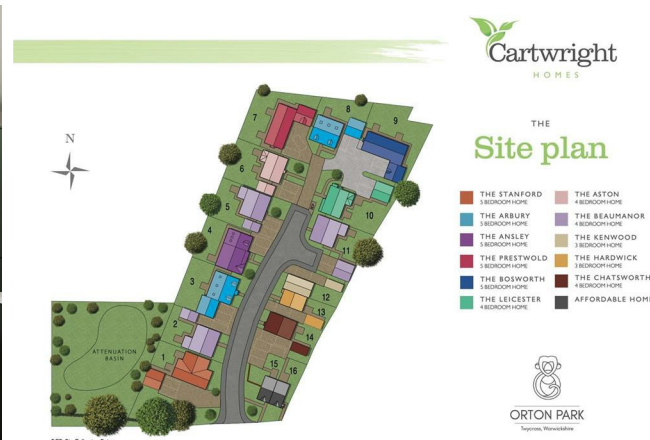 Cartwright
HOMES
THE
Site plan
N
7
8
9
6
5
10
4
11
3
12
2
13
ATTENUATION
BASIN
1
14
15
16
THE STANFORD
5 BEDROOM HOME
THE ARBURY
5 BEDROOM HOME
THE ANSLEY
5 BEDROOM HOME
THE PRESTWOLD
5 BEDROOM HOME
THE BOSWORTH
5 BEDROOM HOME
THE LEICESTER
4 BEDROOM HOME
THE ASTON
4 BEDROOM HOME
THE BEAUMANOR
4 BEDROOM HOME
THE KENWOOD
3 BEDROOM HOME
THE HARDWICK
3 BEDROOM HOME
THE CHATSWORTH
4 BEDROOM HOME
AFFORDABLE HOM
ORTON PARK
Twycross, Warwickshire